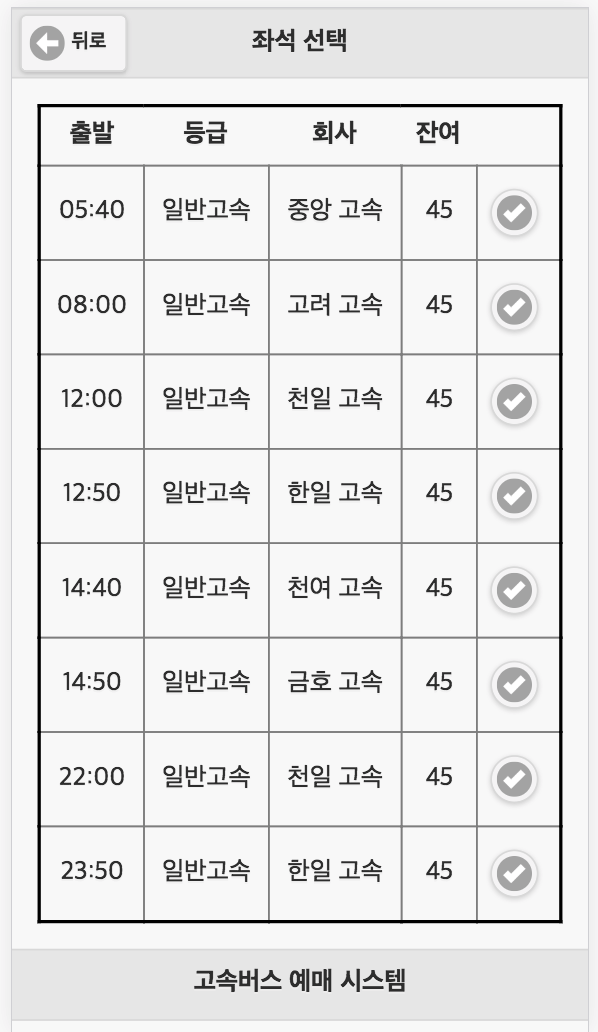 뒤로 좌석 선택
출발 등급 회사 잔여
05:40 일반고속 중앙 고속 45
08:00 일반고속 고려 고속 45
12:00 일반고속 천일 고속 45
12:50 일반고속 한일 고속 45
14:40 일반고속 천여 고속 45
14:50 일반고속 금호 고속 45
22:00 일반고속 천일 고속 45
23:50 일반고속 한일 고속 45
고속버스 예매 시스템